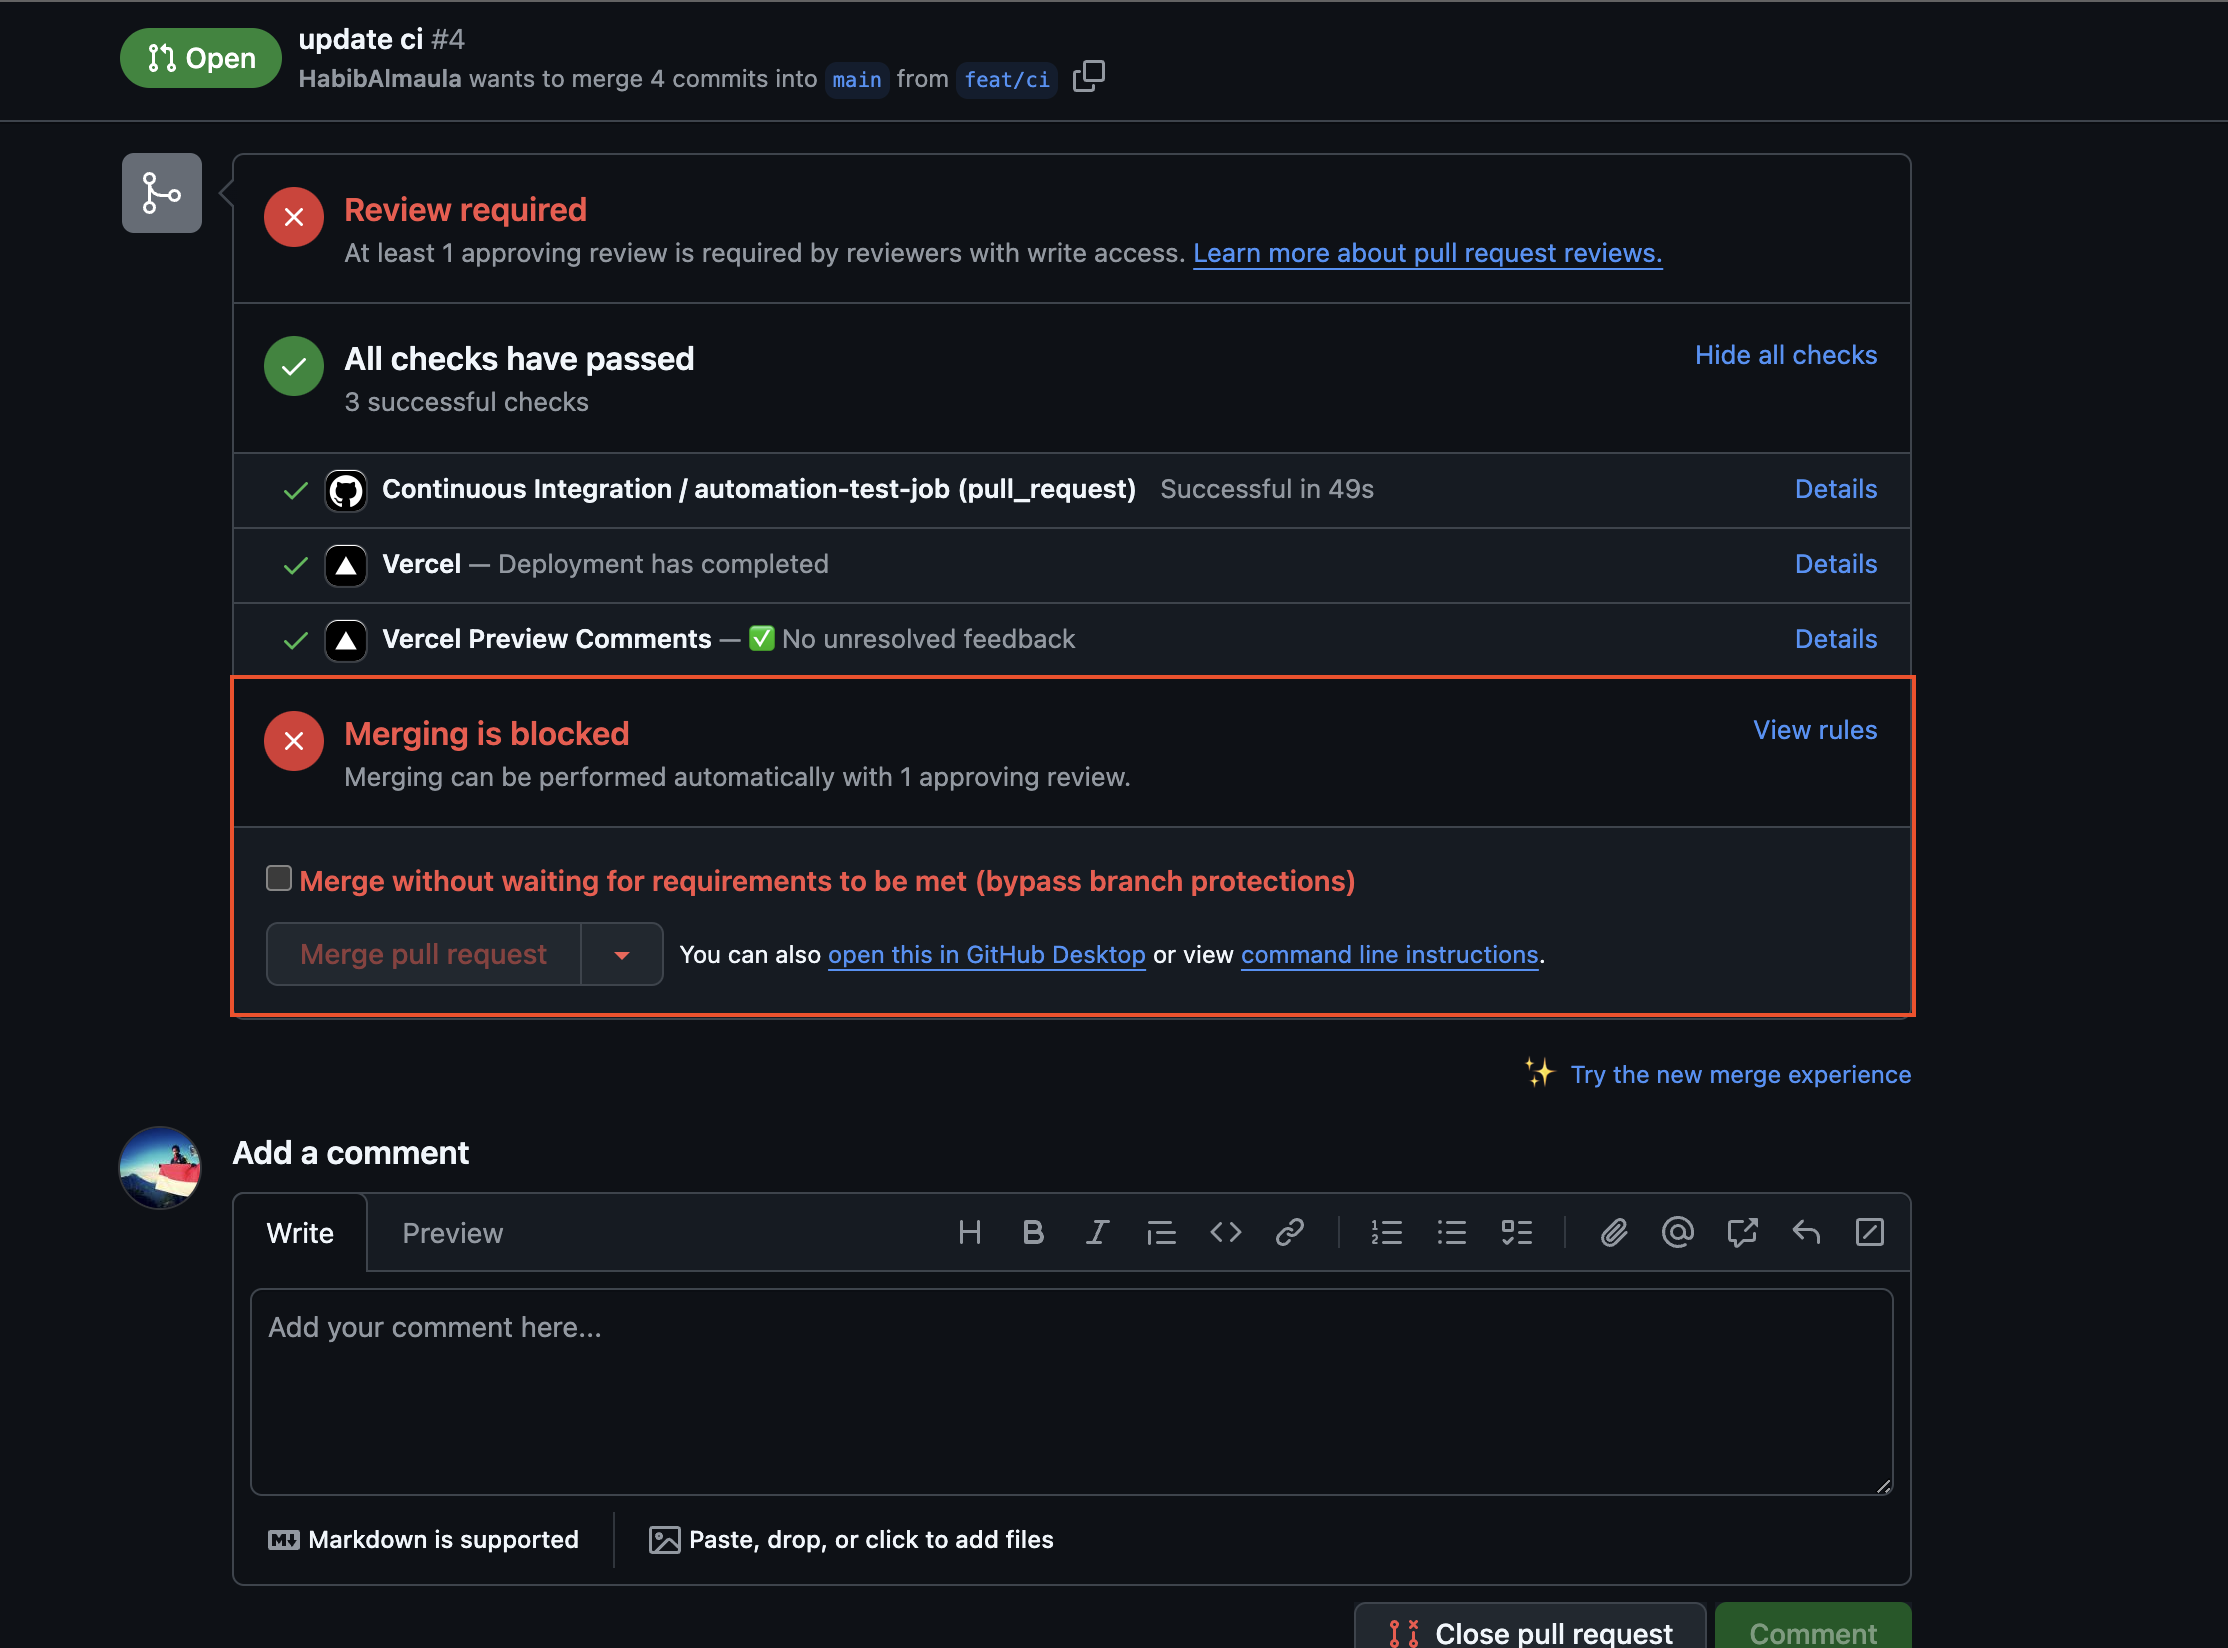 Open
update ci #4
HabibAlmaula wants to merge 4 commits into main from feat/ci
Review required
At least 1 approving review is required by reviewers with write access. Learn more about pull request reviews.
All checks have passed
Hide all checks
3 successful checks
Continuous Integration / automation-test-job (pull_request) Successful in 49s
Details
Vercel — Deployment has completed
Details
Vercel Preview Comments — ✅ No unresolved feedback
Details
Merging is blocked
View rules
Merging can be performed automatically with 1 approving review.
Merge without waiting for requirements to be met (bypass branch protections)
Merge pull request
You can also open this in GitHub Desktop or view command line instructions.
Try the new merge experience
Add a comment
Write
Preview
Add your comment here...
Markdown is supported
Paste, drop, or click to add files
Close pull request
Comment